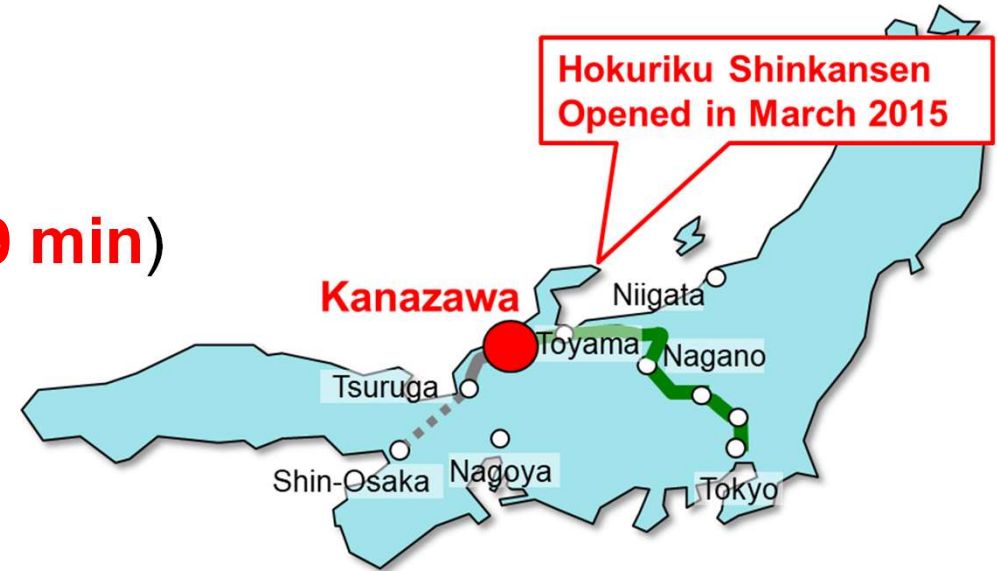 Hokuriku Shinkansen
Opened in March 2015
min)
Kanazawa
Niigata
Toyama
Nagano
Tsuruga
Shin-Osaka
Nagoya
Tokyo